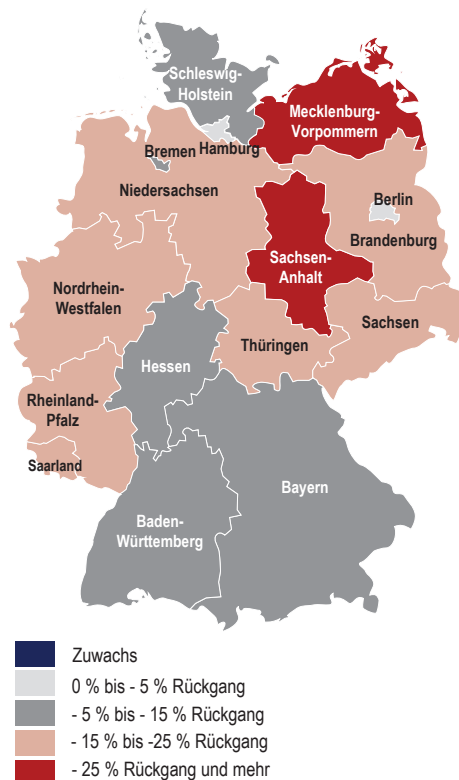 Schleswig-
Holstein
Mecklenburg-
Vorpommern
Hamburg
Bremen
Niedersachsen
Berlin
Brandenburg
Sachsen-
Anhalt
Nordrhein-
Westfalen
Sachsen
Thüringen
Hessen
Rheinland-
Pfalz
Saarland
Bayern
Baden-
Württemberg
Zuwachs
0 % bis - 5 % Rückgang
- 5 % bis - 15 % Rückgang
- 15 % bis -25 % Rückgang
- 25 % Rückgang und mehr